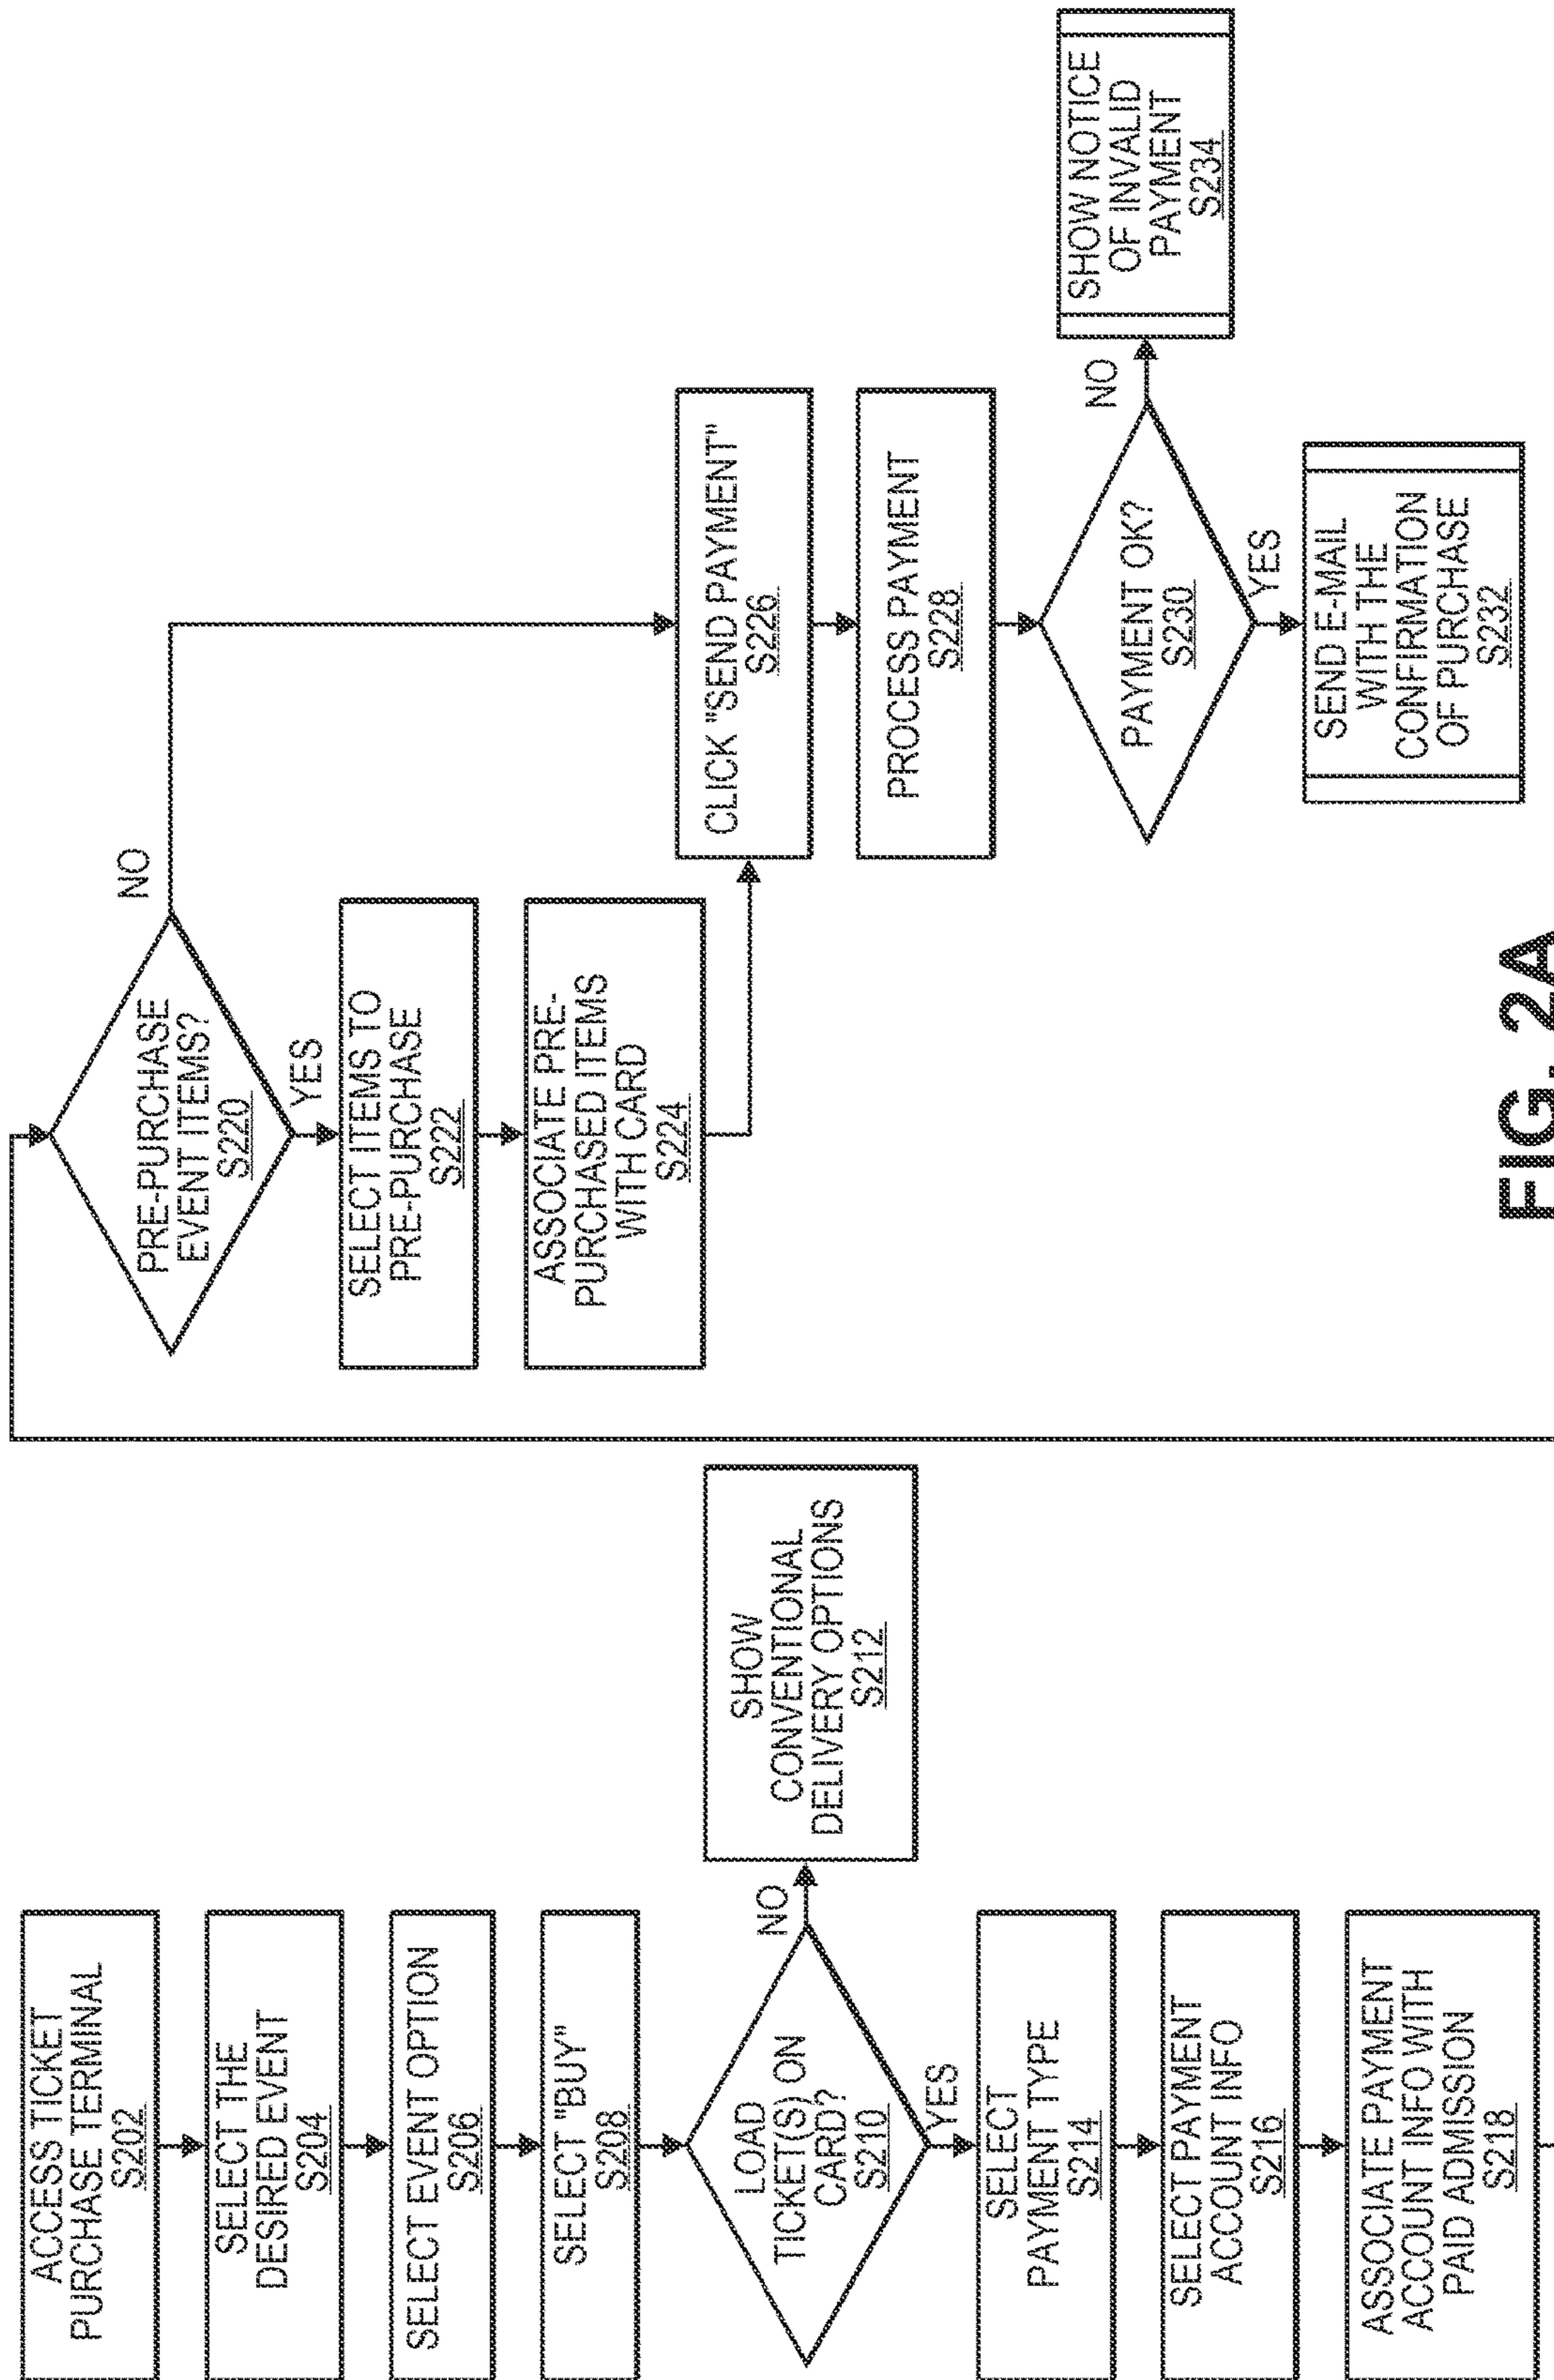 ACCESS TICKET
PURCHASE TERMINAL
S202
SELECT THE
DESIRED EVENT
S204
SELECT EVENT OPTION
S206
SELECT "BUY"
S208
LOAD
TICKET(S) ON
CARD?
S210
NO
SHOW
CONVENTIONAL
DELIVERY OPTIONS
S212
YES
SELECT
PAYMENT TYPE
S214
SELECT PAYMENT
ACCOUNT INFO
S216
ASSOCIATE PAYMENT
ACCOUNT INFO WITH
PAID ADMISSION
S218
PRE-PURCHASE
EVENT ITEMS?
S220
NO
YES
SELECT ITEMS TO
PRE-PURCHASE
S222
ASSOCIATE PRE-
PURCHASED ITEMS
WITH CARD
S224
CLICK "SEND PAYMENT"
S226
PROCESS PAYMENT
S228
PAYMENT OK?
S230
NO
SHOW NOTICE
OF INVALID
PAYMENT
S234
YES
SEND E-MAIL
WITH THE
CONFIRMATION
OF PURCHASE
S232
FIG. 2A